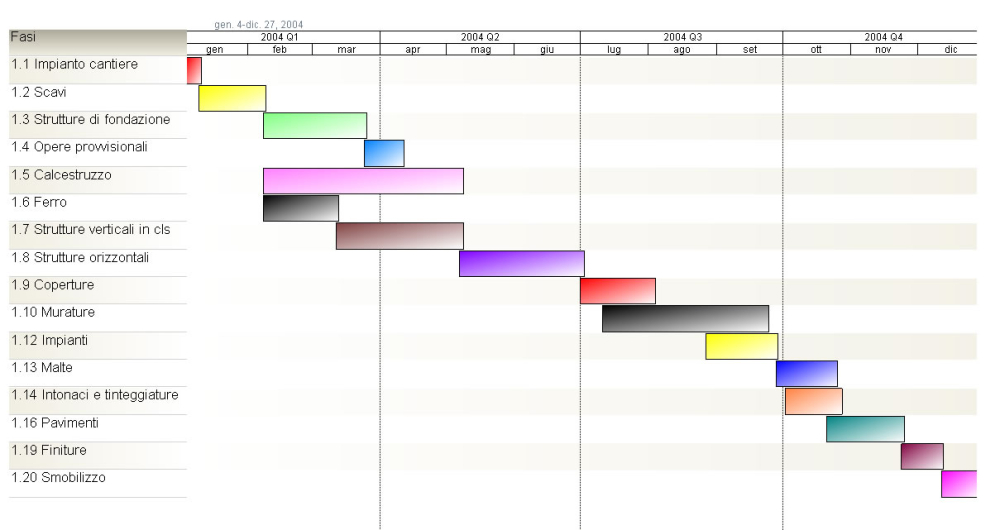 gen. 4-dic. 27, 2004
Fasi
2004 Q1 2004 Q2 2004 Q3 2004 Q4
gen feb mar apr mag giu lug ago set ott nov dic
1.1 Impianto cantiere
1.2 Scavi
1.3 Strutture di fondazione
1.4 Opere provvisionali
1.5 Calcestruzzo
1.6 Ferro
1.7 Strutture verticali in cls
1.8 Strutture orizzontali
1.9 Coperture
1.10 Murature
1.12 Impianti
1.13 Malte
1.14 Intonaci e tinteggiature
1.16 Pavimenti
1.19 Finiture
1.20 Smobilizzo